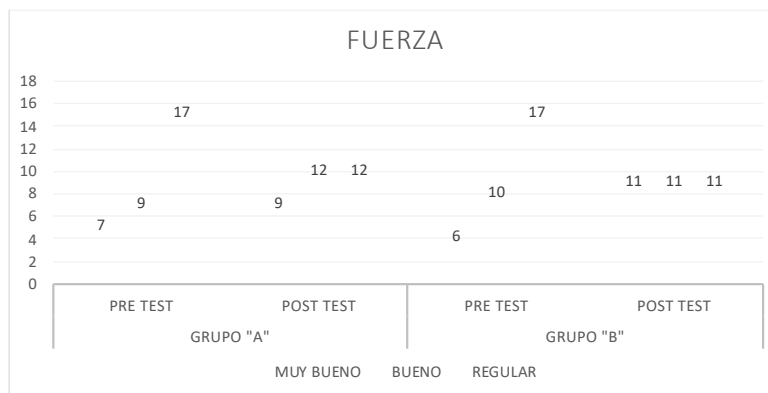 FUERZA
18
16
14
12
10
8
6
4
2
0
7
9
17
9
12
12
6
10
17
11
11
11
PRE TEST
POST TEST
PRE TEST
POST TEST
GRUPO "A"
GRUPO "B"
MUY BUENO
BUENO
REGULAR